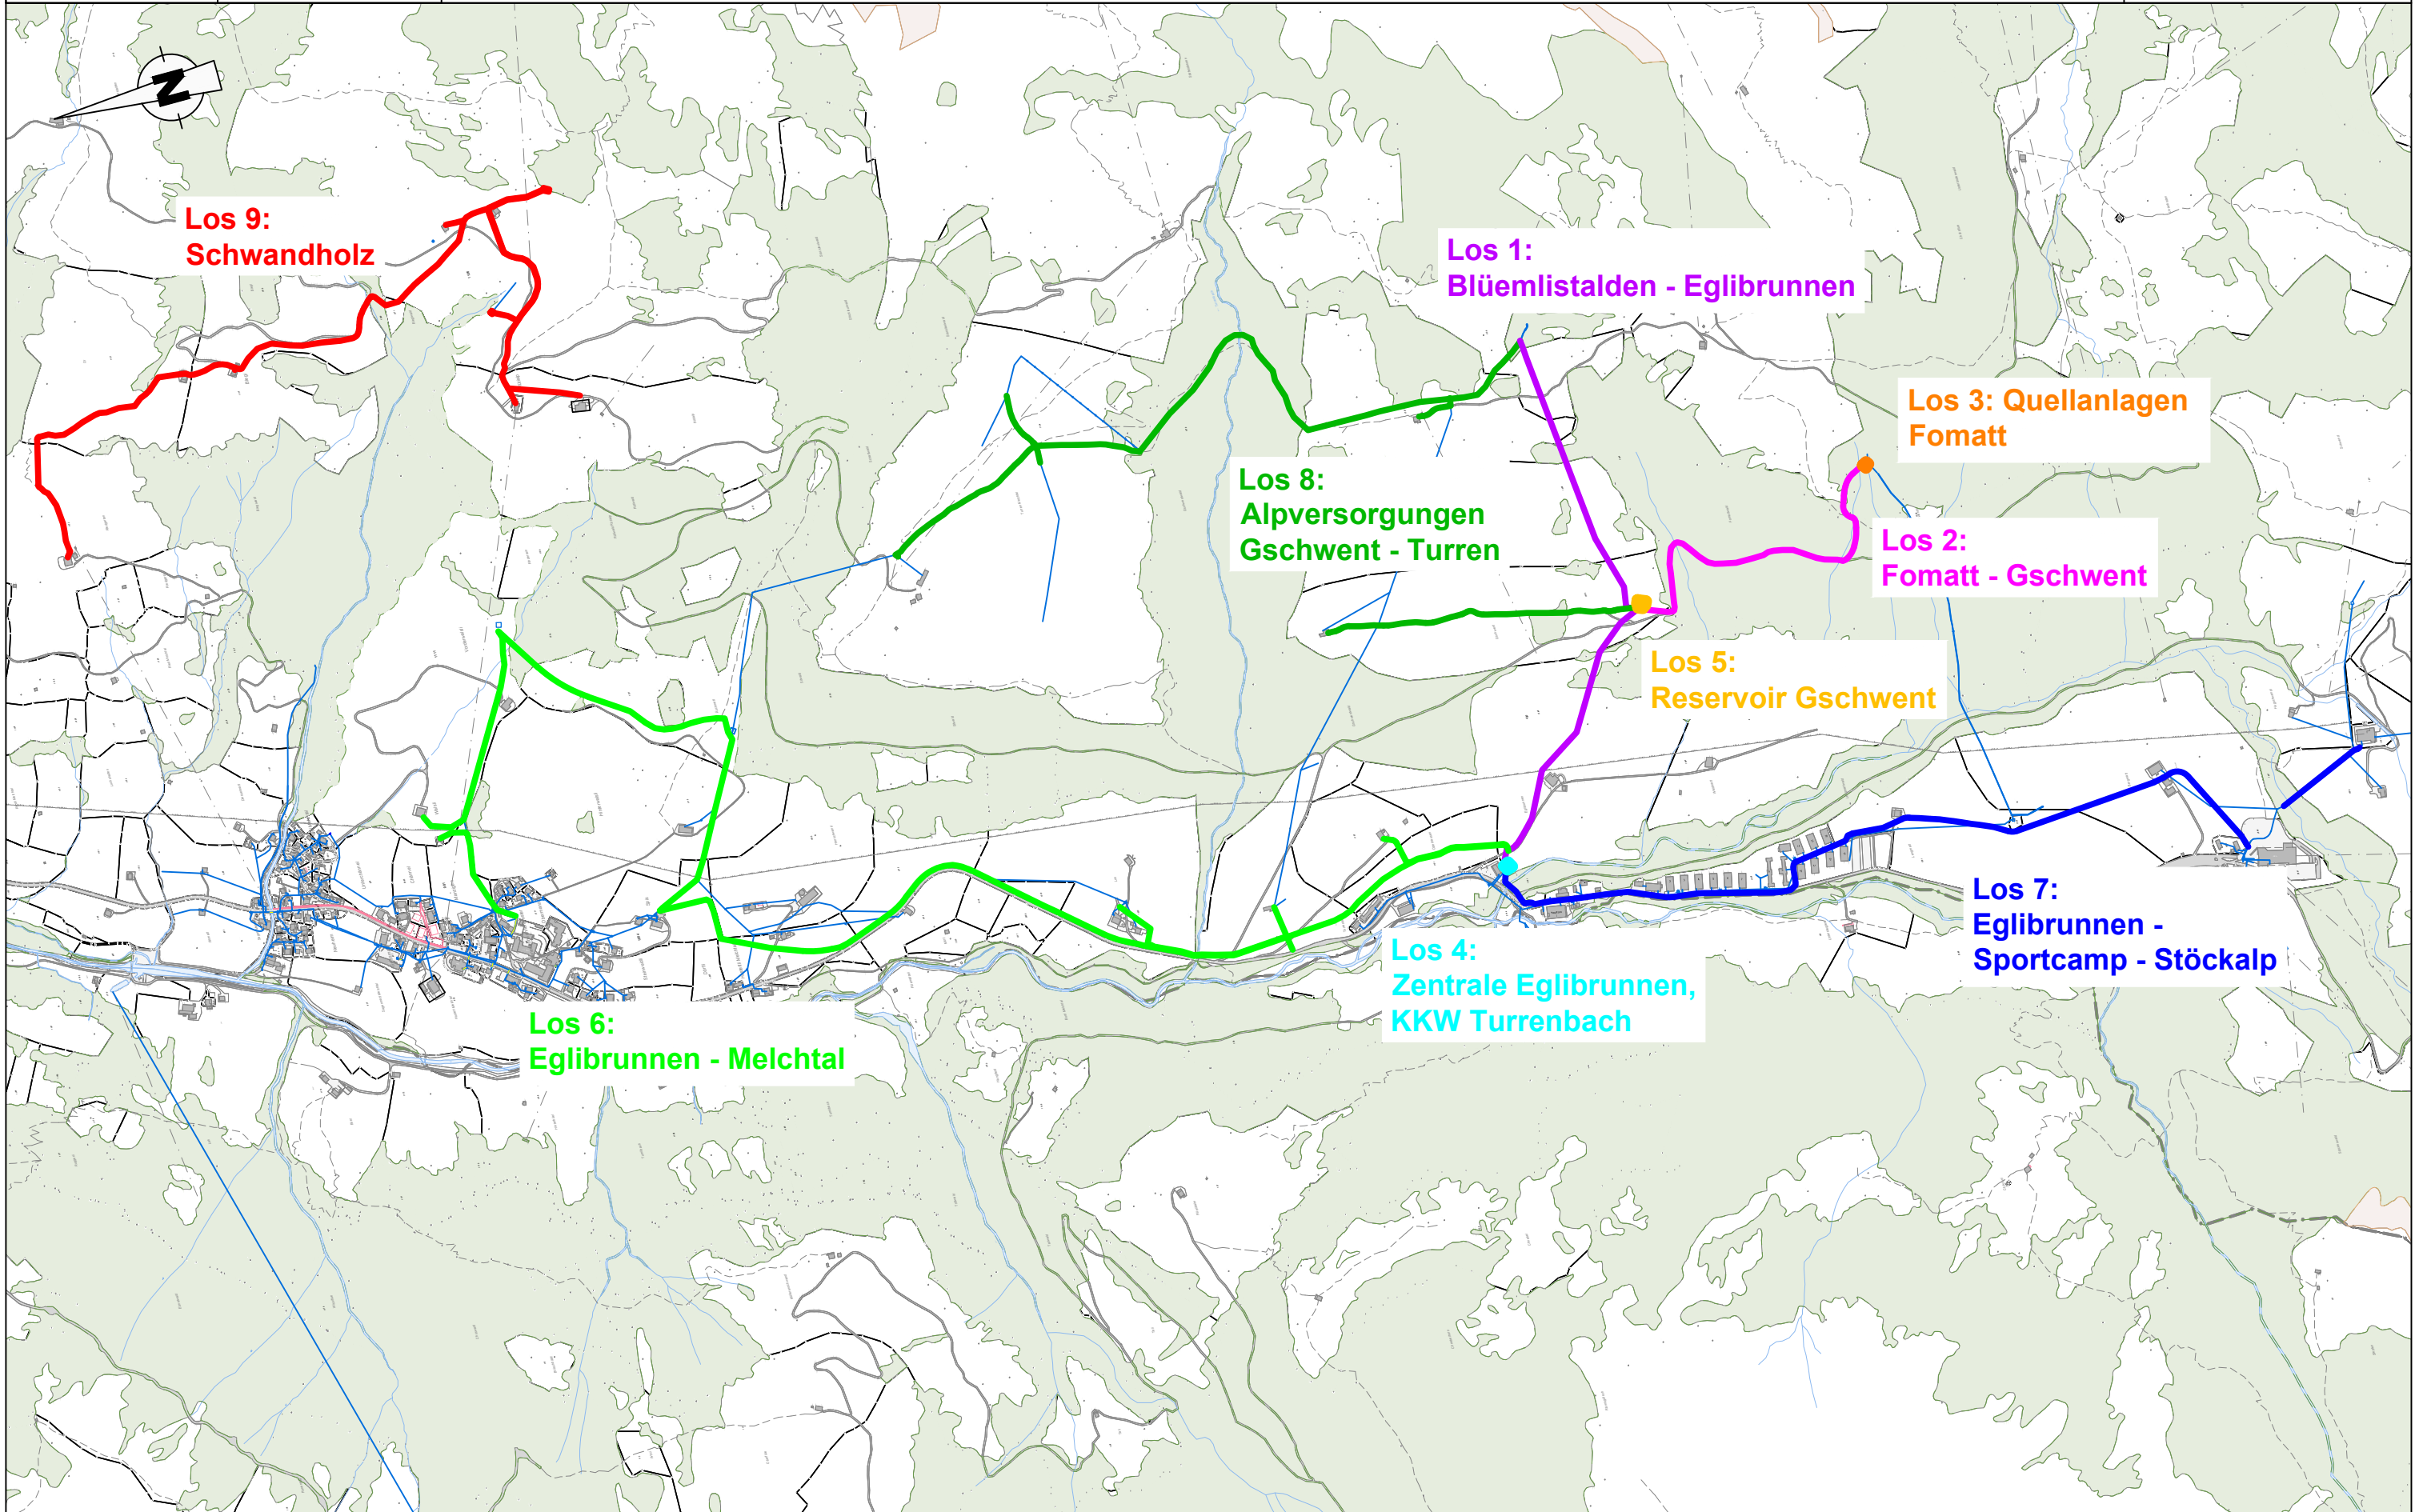 N
Los 9:
Schwandholz
Los 1:
Blüemlistalden - Eglibrunnen
Los 3: Quellanlagen
Fomatt
Los 8:
Alpversorgungen
Gschwent - Turren
Los 2:
Fomatt - Gschwent
Los 5:
Reservoir Gschwent
Los 7:
Eglibrunnen -
Sportcamp - Stöckalp
Los 4:
Zentrale Eglibrunnen,
KKW Turrenbach
Los 6:
Eglibrunnen - Melchtal